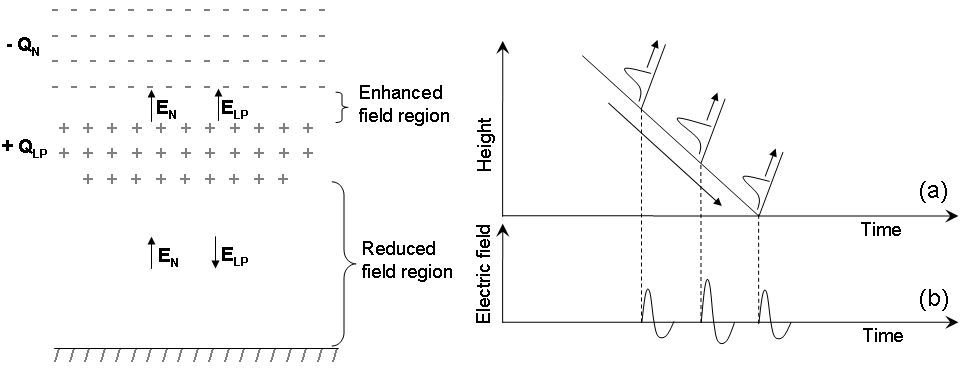 - Q_N
E_N E_LP
Enhanced
field region
+ Q_LP
E_N E_LP
Reduced
field region
Height
(a)
Time
Electric field
(b)
Time